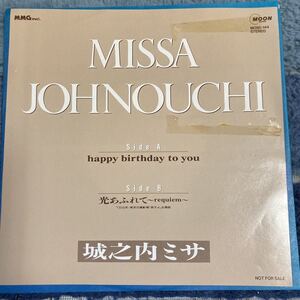 M.M.G inc.
MOON
STEREO
MISSA
JOHNOUCHI
Side A
happy birthday to you
Side B
光あふれて〜requiem〜
城之内ミサ
NOT FOR SALE